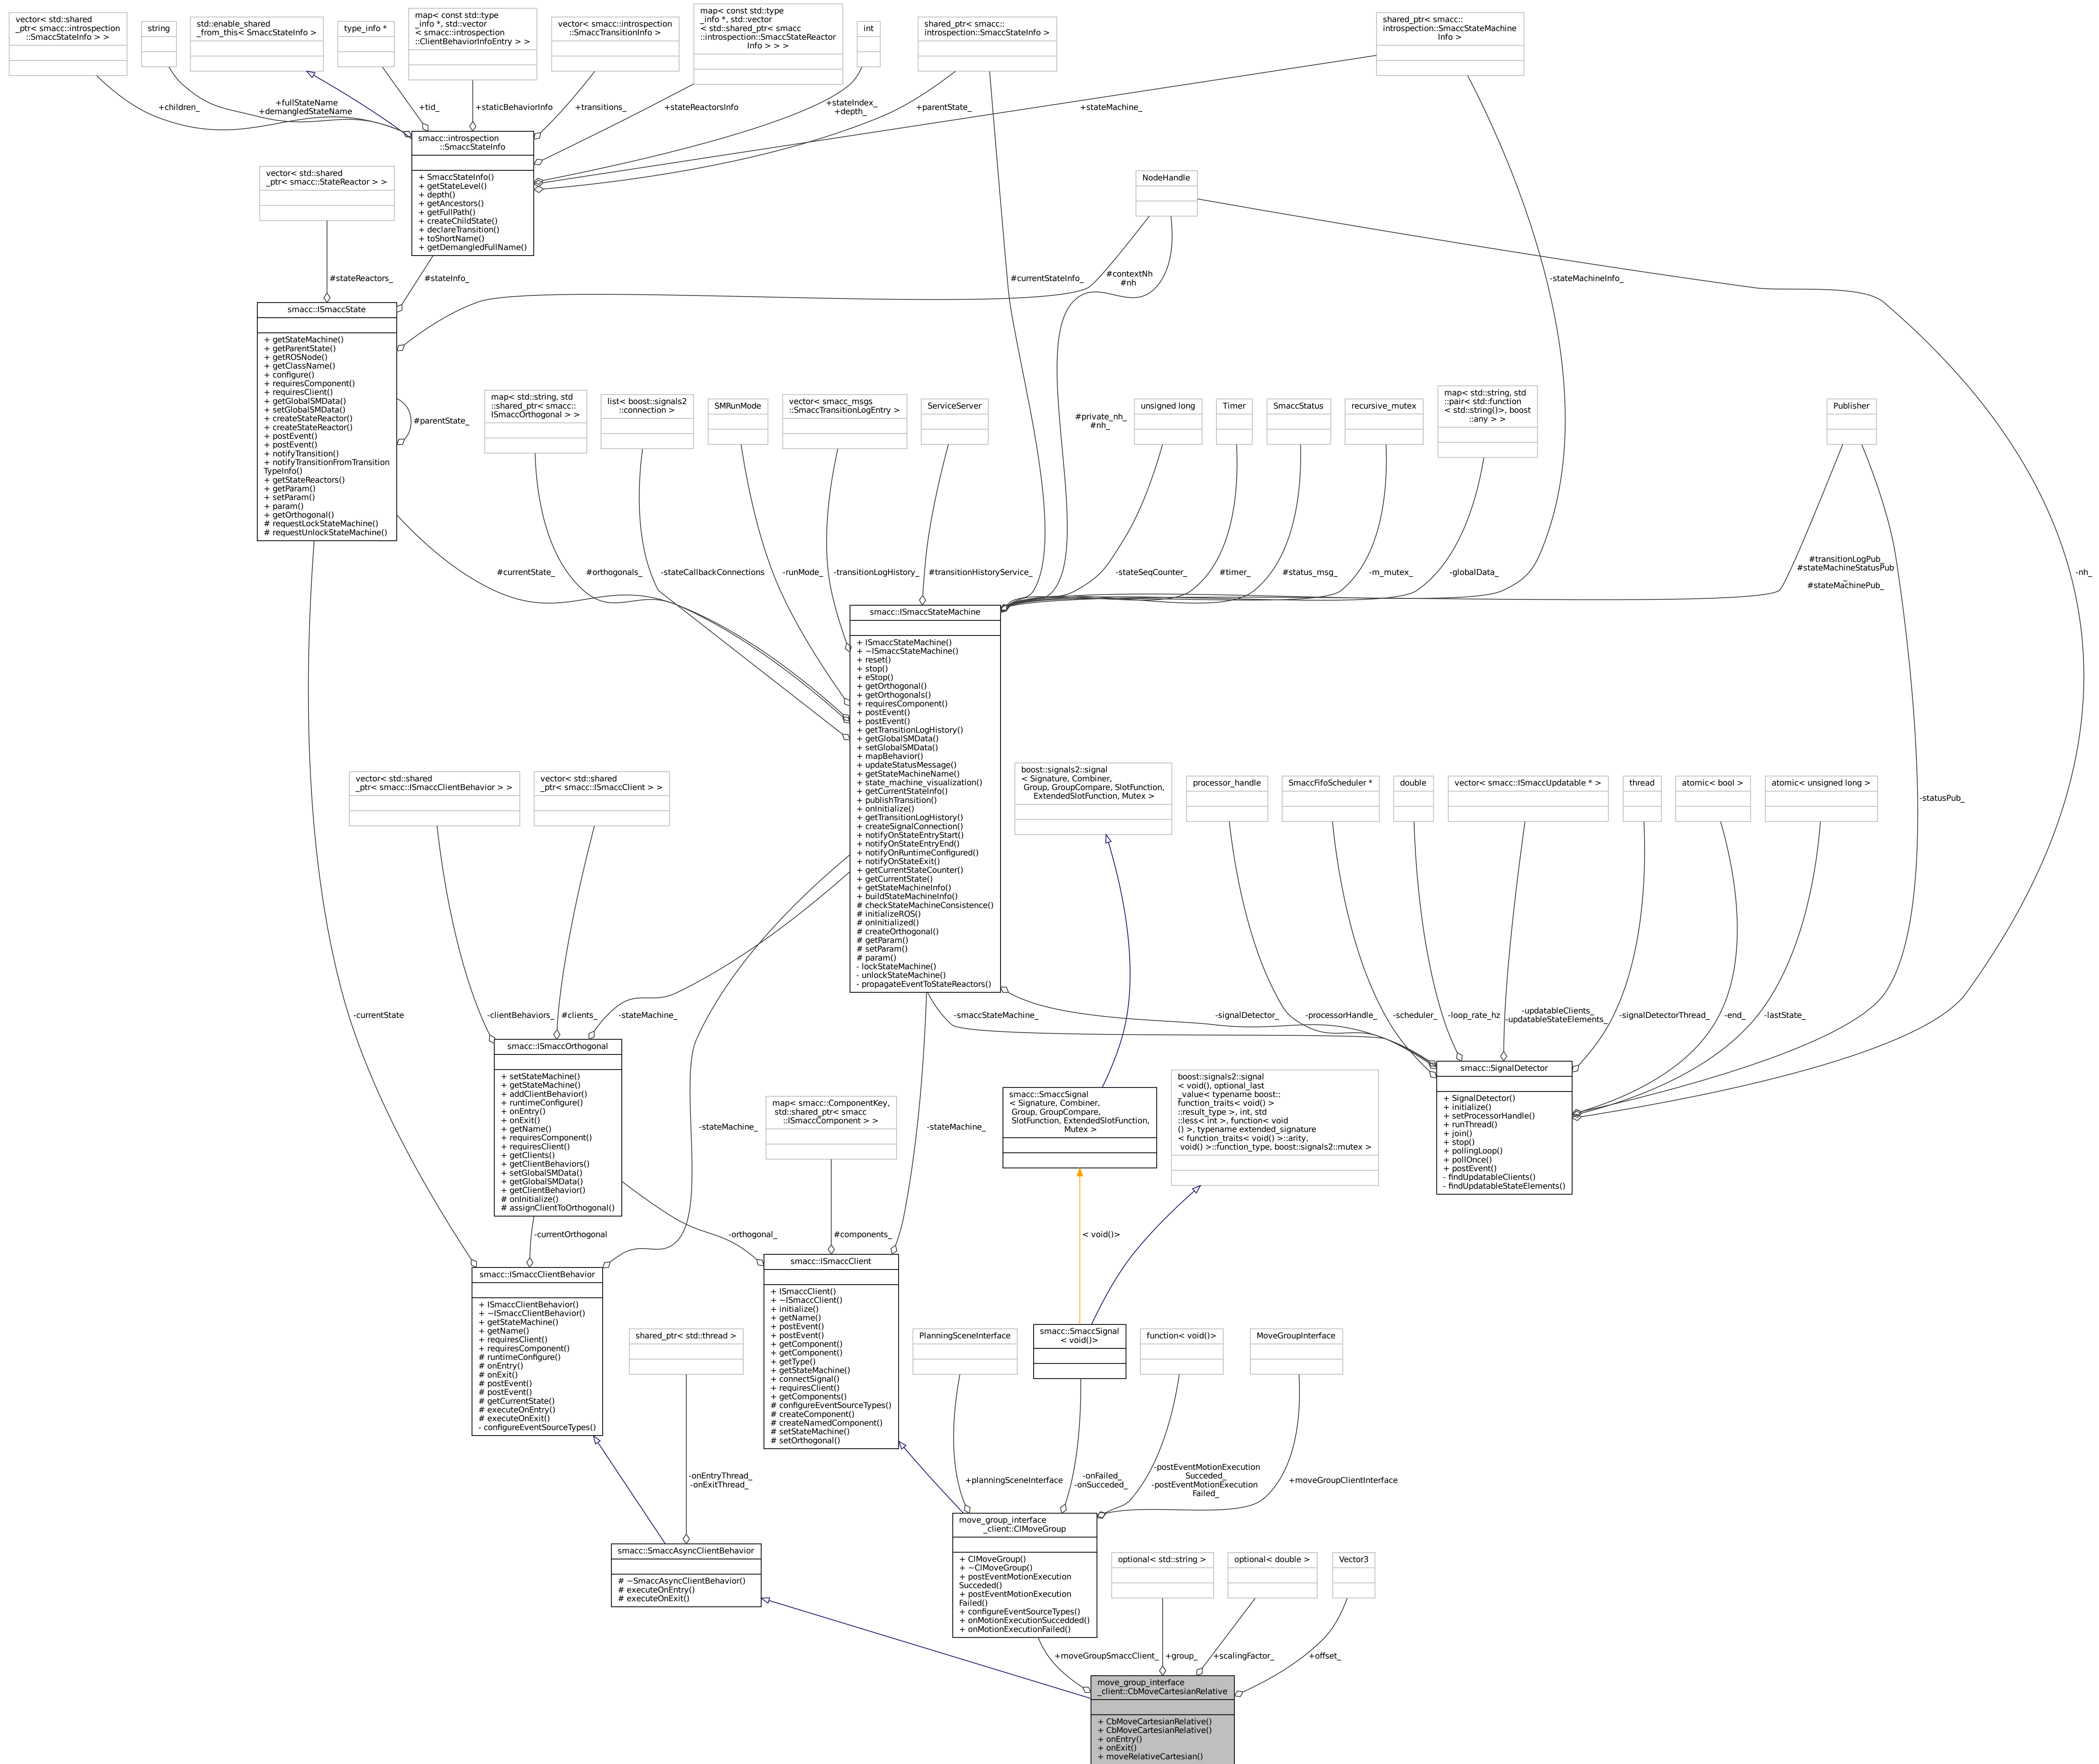 vector< std::shared
_ptr< smacc::introspection
::SmaccStateInfo > >
string
std::enable_shared
_from_this< SmaccStateInfo >
type_info *
map< const std::type
_info *, std::vector
< smacc::introspection
::ClientBehaviorInfoEntry > >
vector< smacc::introspection
::SmaccTransitionInfo >
map< const std::type
_info *, std::vector
< std::shared_ptr< smacc
::introspection::SmaccStateReactor
Info > > >
int
shared_ptr< smacc::
introspection::SmaccStateInfo >
shared_ptr< smacc::
introspection::SmaccStateMachine
Info >
+children_
+fullStateName
+demangledStateName
+tid_
+staticBehaviorInfo
+transitions_
+stateReactorsInfo
+stateIndex_
+depth_
+parentState_
+stateMachine_
smacc::introspection
::SmaccStateInfo
+ SmaccStateInfo()
+ getStateLevel()
+ depth()
+ getAncestors()
+ getFullPath()
+ createChildState()
+ declareTransition()
+ toShortName()
+ getDemangledFullName()
vector< std::shared
_ptr< smacc::StateReactor > >
NodeHandle
#stateReactors_
#stateInfo_
#contextNh
#nh
#currentStateInfo_
-stateMachineInfo_
smacc::ISmaccState
+ getStateMachine()
+ getParentState()
+ getROSNode()
+ getClassName()
+ configure()
+ requiresComponent()
+ requiresClient()
+ getGlobalSMData()
+ setGlobalSMData()
+ createStateReactor()
+ createStateReactor()
+ postEvent()
+ postEvent()
+ notifyTransition()
+ notifyTransitionFromTransition
TypeInfo()
+ getStateReactors()
+ getParam()
+ setParam()
+ param()
+ getOrthogonal()
# requestLockStateMachine()
# requestUnlockStateMachine()
#parentState_
map< std::string, std
::shared_ptr< smacc::
ISmaccOrthogonal > >
list< boost::signals2
::connection >
SMRunMode
vector< smacc_msgs
::SmaccTransitionLogEntry >
ServiceServer
#private_nh_
#nh_
unsigned long
Timer
SmaccStatus
recursive_mutex
map< std::string, std
::pair< std::function
< std::string()>, boost
::any > >
Publisher
#currentState_
#orthogonals_
-stateCallbackConnections
-runMode_
-transitionLogHistory_
#transitionHistoryService_
-stateSeqCounter_
#timer_
#status_msg_
-m_mutex_
-globalData_
#transitionLogPub_
#stateMachineStatusPub
_
#stateMachinePub_
-nh_
smacc::ISmaccStateMachine
+ ISmaccStateMachine()
+ ~ISmaccStateMachine()
+ reset()
+ stop()
+ eStop()
+ getOrthogonal()
+ getOrthogonals()
+ requiresComponent()
+ postEvent()
+ postEvent()
+ getTransitionLogHistory()
+ getGlobalSMData()
+ setGlobalSMData()
+ mapBehavior()
+ updateStatusMessage()
+ getStateMachineName()
+ state_machine_visualization()
+ getCurrentStateInfo()
+ publishTransition()
+ onInitialize()
+ getTransitionLogHistory()
+ createSignalConnection()
+ notifyOnStateEntryStart()
+ notifyOnStateEntryEnd()
+ notifyOnRuntimeConfigured()
+ notifyOnStateExit()
+ getCurrentStateCounter()
+ getCurrentState()
+ getStateMachineInfo()
+ buildStateMachineInfo()
# checkStateMachineConsistence()
# initializeROS()
# onInitialized()
# createOrthogonal()
# getParam()
# setParam()
# param()
- lockStateMachine()
- unlockStateMachine()
- propagateEventToStateReactors()
vector< std::shared
_ptr< smacc::ISmaccClientBehavior > >
vector< std::shared
_ptr< smacc::ISmaccClient > >
boost::signals2::signal
< Signature, Combiner,
Group, GroupCompare, SlotFunction,
ExtendedSlotFunction, Mutex >
processor_handle
SmaccFifoScheduler *
double
vector< smacc::ISmaccUpdatable * >
thread
atomic< bool >
atomic< unsigned long >
-statusPub_
-currentState
-clientBehaviors_
#clients_
-stateMachine_
-smaccStateMachine_
-signalDetector_
-processorHandle_
-scheduler_
-loop_rate_hz
-updatableClients_
-updatableStateElements_
-signalDetectorThread_
-end_
-lastState_
smacc::ISmaccOrthogonal
+ setStateMachine()
+ getStateMachine()
+ addClientBehavior()
+ runtimeConfigure()
+ onEntry()
+ onExit()
+ getName()
+ requiresComponent()
+ requiresClient()
+ getClients()
+ getClientBehaviors()
+ setGlobalSMData()
+ getGlobalSMData()
+ getClientBehavior()
# onInitialize()
# assignClientToOrthogonal()
smacc::SignalDetector
+ SignalDetector()
+ initialize()
+ setProcessorHandle()
+ runThread()
+ join()
+ stop()
+ pollingLoop()
+ pollOnce()
+ postEvent()
- findUpdatableClients()
- findUpdatableStateElements()
-stateMachine_
map< smacc::ComponentKey,
std::shared_ptr< smacc
::ISmaccComponent > >
-stateMachine_
smacc::SmaccSignal
< Signature, Combiner,
Group, GroupCompare,
SlotFunction, ExtendedSlotFunction,
Mutex >
boost::signals2::signal
< void(), optional_last
_value< typename boost::
function_traits< void() >
::result_type >, int, std
::less< int >, function< void
() >, typename extended_signature
< function_traits< void() >::arity,
void() >::function_type, boost::signals2::mutex >
-currentOrthogonal
-orthogonal_
#components_
< void()>
smacc::ISmaccClientBehavior
+ ISmaccClientBehavior()
+ ~ISmaccClientBehavior()
+ getStateMachine()
+ getName()
+ requiresClient()
+ requiresComponent()
# runtimeConfigure()
# onEntry()
# onExit()
# postEvent()
# postEvent()
# getCurrentState()
# executeOnEntry()
# executeOnExit()
- configureEventSourceTypes()
smacc::ISmaccClient
+ ISmaccClient()
+ ~ISmaccClient()
+ initialize()
+ getName()
+ postEvent()
+ postEvent()
+ getComponent()
+ getComponent()
+ getType()
+ getStateMachine()
+ connectSignal()
+ requiresClient()
+ getComponents()
# configureEventSourceTypes()
# createComponent()
# createNamedComponent()
# setStateMachine()
# setOrthogonal()
shared_ptr< std::thread >
PlanningSceneInterface
smacc::SmaccSignal
< void()>
function< void()>
MoveGroupInterface
-onEntryThread_
-onExitThread_
+planningSceneInterface
-onFailed_
-onSucceded_
-postEventMotionExecution
Succeded_
-postEventMotionExecution
Failed_
+moveGroupClientInterface
smacc::SmaccAsyncClientBehavior
# ~SmaccAsyncClientBehavior()
# executeOnEntry()
# executeOnExit()
move_group_interface
_client::ClMoveGroup
+ ClMoveGroup()
+ ~ClMoveGroup()
+ postEventMotionExecution
Succeded()
+ postEventMotionExecution
Failed()
+ configureEventSourceTypes()
+ onMotionExecutionSuccedded()
+ onMotionExecutionFailed()
optional< std::string >
optional< double >
Vector3
+moveGroupSmaccClient_
+group_
+scalingFactor_
+offset_
move_group_interface
_client::CbMoveCartesianRelative
+ CbMoveCartesianRelative()
+ CbMoveCartesianRelative()
+ onEntry()
+ onExit()
+ moveRelativeCartesian()